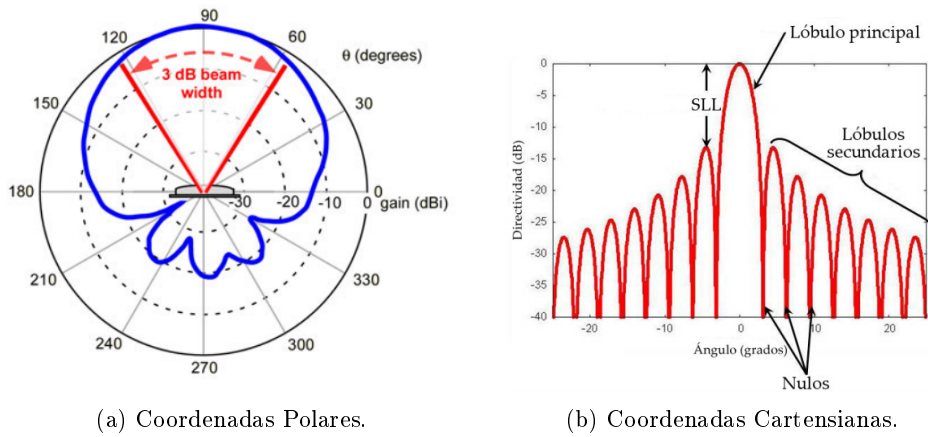 90
120
60
θ (degrees)
3 dB beam
width
150
30
180
-30
-20
-10
0
0
gain (dBi)
210
330
240
300
270
(a) Coordenadas Polares.
Lóbulo principal
0
SLL
-5
-10
Lóbulos
secundarios
-15
Directividad (dB)
-20
-25
-30
-35
-40
-20
-10
0
10
20
Ángulo (grados)
Nulos
(b) Coordenadas Cartensianas.